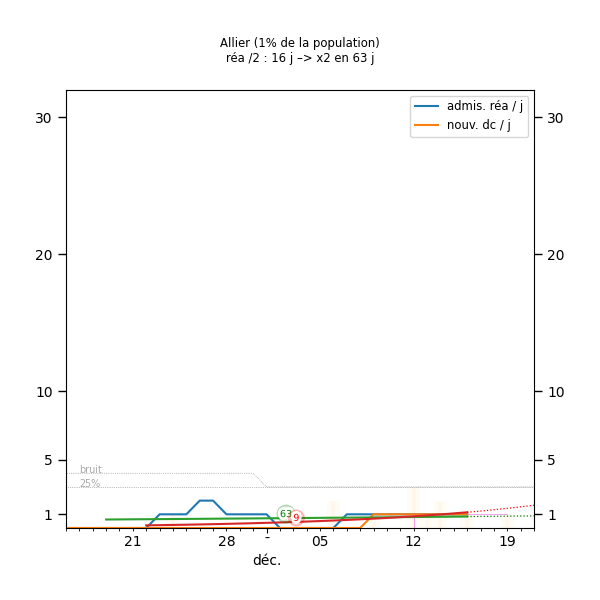 Allier (1% de la population)
réa /2 : 16 j –> x2 en 63 j
admis. réa / j
nouv. dc / j
30 30
20 20
10 10
5 5
bruit
25%
1 1
63 9
21 28 - 05 12 19
déc.